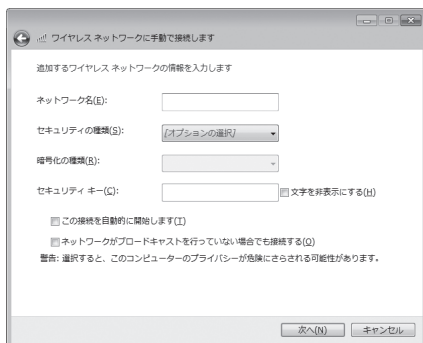 ワイヤレス ネットワークに手動で接続します
追加するワイヤレス ネットワークの情報を入力します
ネットワーク名(E):
セキュリティの種類(S): [オプションの選択]
暗号化の種類(R):
セキュリティ キー(C): 文字を非表示にする(H)
この接続を自動的に開始します(T)
ネットワークがブロードキャストを行っていない場合でも接続する(O)
警告: 選択すると、このコンピューターのプライバシーが危険にさらされる可能性があります。
次へ(N) キャンセル